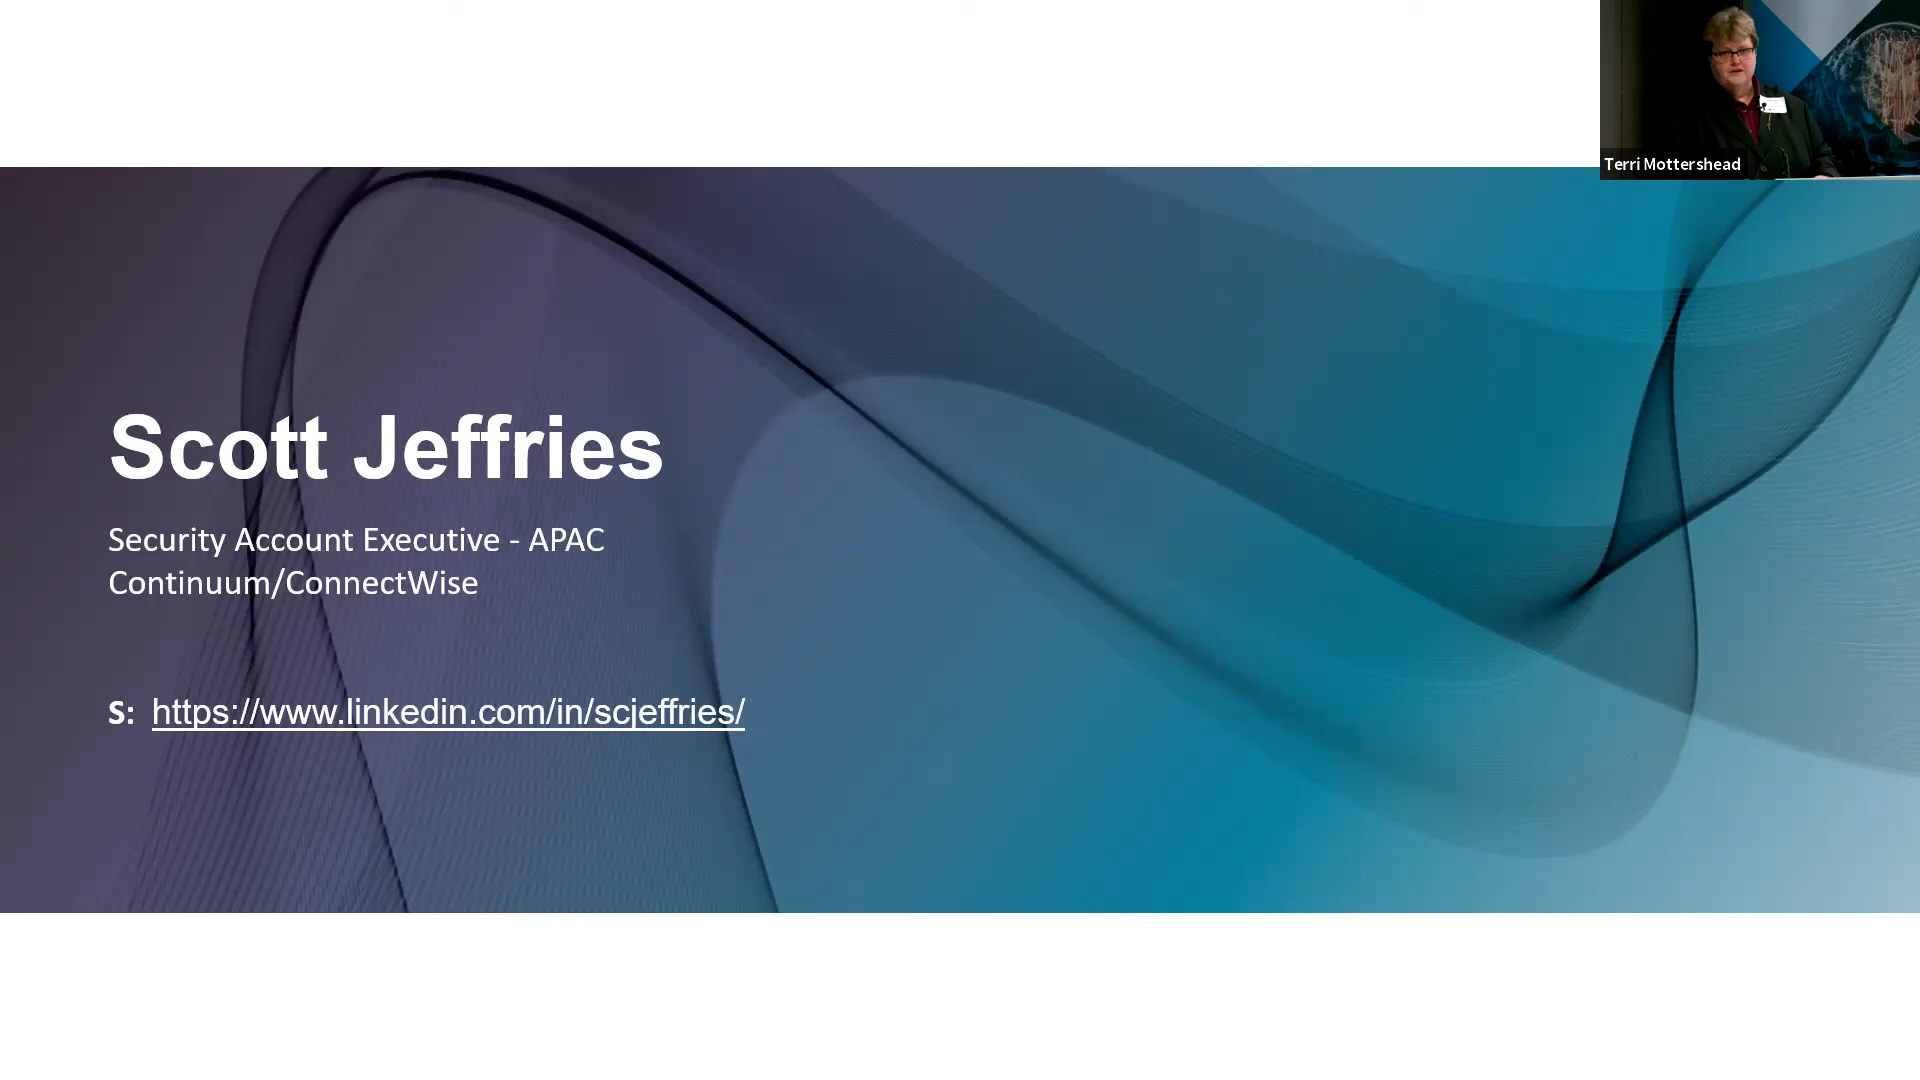 Terri Mottershead
Scott Jeffries
Security Account Executive - APAC
Continuum/ConnectWise
S: https://www.linkedin.com/in/scjeffries/